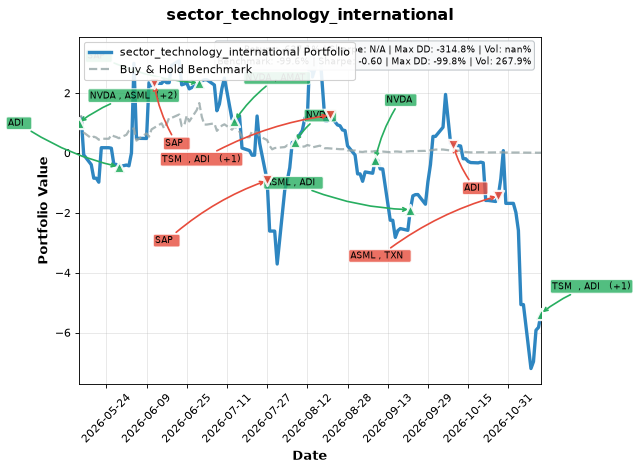 sector_technology_international
sector_technology_international Portfolio
Buy & Hold Benchmark
pe: N/A | Max DD: -314.8% | Vol: nan%
-99.6% | Sharpe: -0.60 | Max DD: -99.8% | Vol: 267.9%
NVDA , ASML (+2)
ADI
SAP
TSM , ADI (+1)
NVDA
NVDA
ASML , ADI
SAP
ADI
ASML , TXN
TSM , ADI (+1)
Portfolio Value
2
0
−2
−4
−6
2026-05-24
2026-06-09
2026-06-25
2026-07-11
2026-07-27
2026-08-12
2026-08-28
2026-09-13
2026-09-29
2026-10-15
2026-10-31
Date